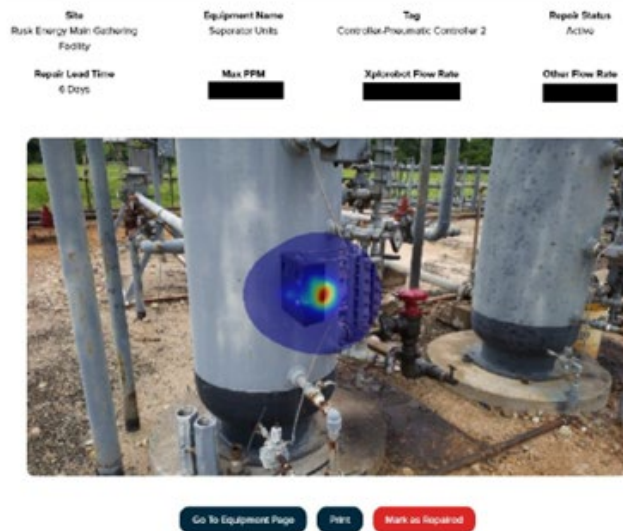 Site
Rusk Energy Main Gathering
Facility
Equipment Name
Separator Units
Tag
Controller-Pneumatic Controller 2
Repair Status
Active
Repair Lead Time
6 Days
Max PPM
Xplorobot Flow Rate
Other Flow Rate
Go To Equipment Page
Print
Mark as Repaired